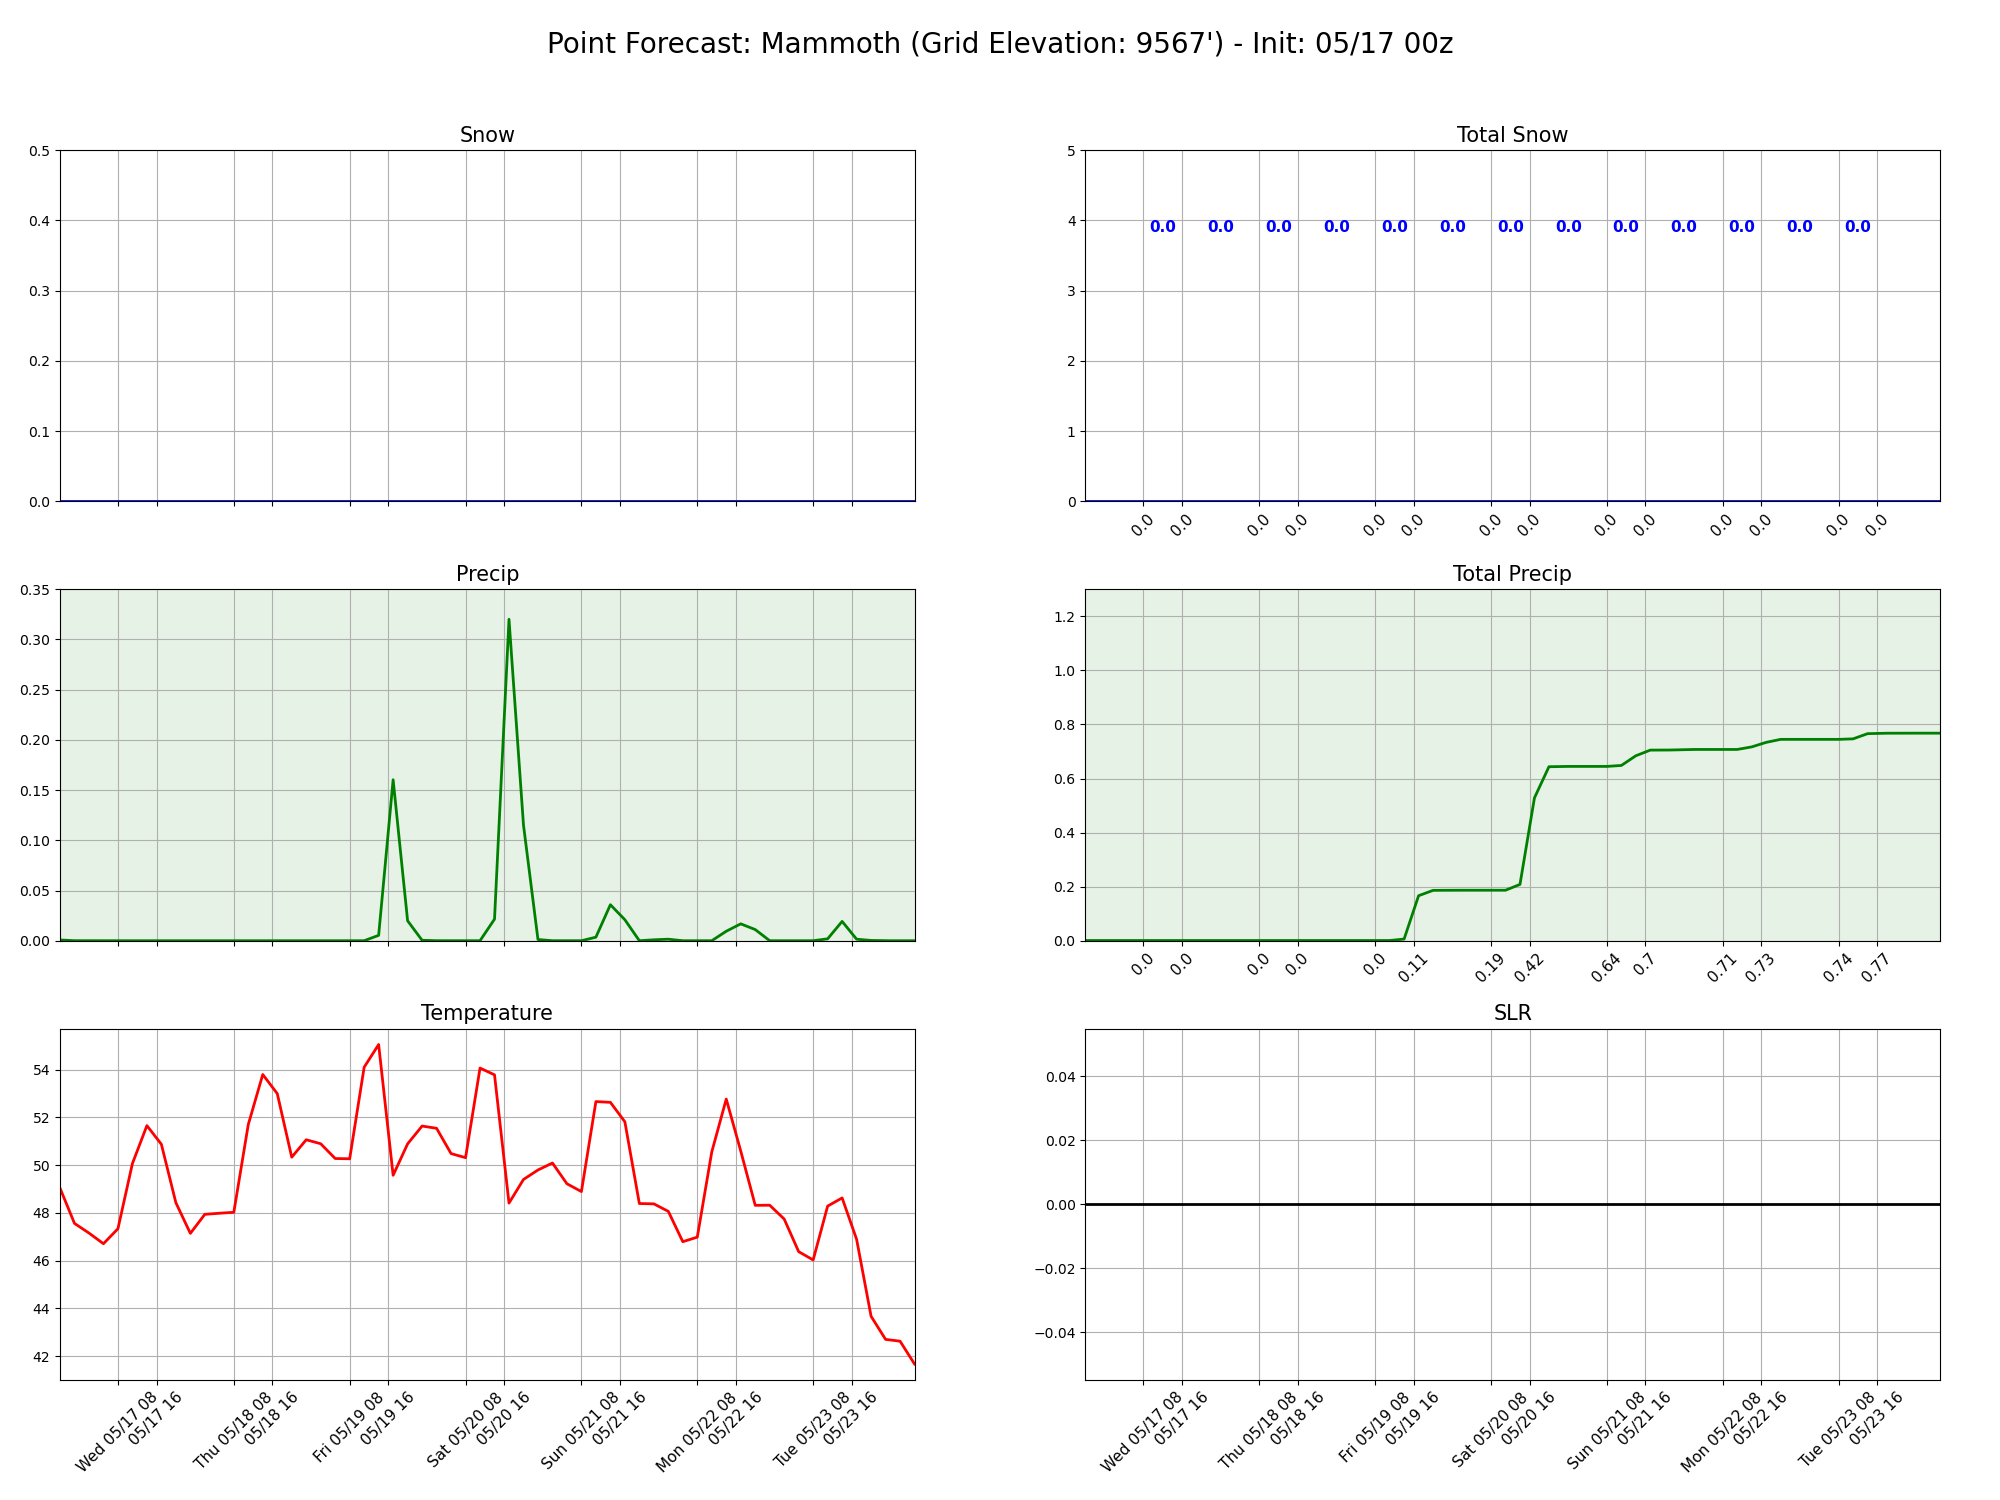 Point Forecast: Mammoth (Grid Elevation: 9567') - Init: 05/17 00z
Snow
0.5
0.4
0.3
0.2
0.1
0.0
Total Snow
5
4
3
2
1
0
0.0 0.0 0.0 0.0 0.0 0.0 0.0 0.0 0.0 0.0 0.0 0.0 0.0
0.0 0.0 0.0 0.0 0.0 0.0 0.0 0.0 0.0 0.0 0.0 0.0 0.0 0.0
Precip
0.35
0.30
0.25
0.20
0.15
0.10
0.05
0.00
Total Precip
1.2
1.0
0.8
0.6
0.4
0.2
0.0
0.0 0.0 0.0 0.0 0.0 0.11 0.19 0.42 0.64 0.7 0.71 0.73 0.74 0.77
Temperature
54
52
50
48
46
44
42
Wed 05/17 08
05/17 16
Thu 05/18 08
05/18 16
Fri 05/19 08
05/19 16
Sat 05/20 08
05/20 16
Sun 05/21 08
05/21 16
Mon 05/22 08
05/22 16
Tue 05/23 08
05/23 16
SLR
0.04
0.02
0.00
−0.02
−0.04
Wed 05/17 08
05/17 16
Thu 05/18 08
05/18 16
Fri 05/19 08
05/19 16
Sat 05/20 08
05/20 16
Sun 05/21 08
05/21 16
Mon 05/22 08
05/22 16
Tue 05/23 08
05/23 16